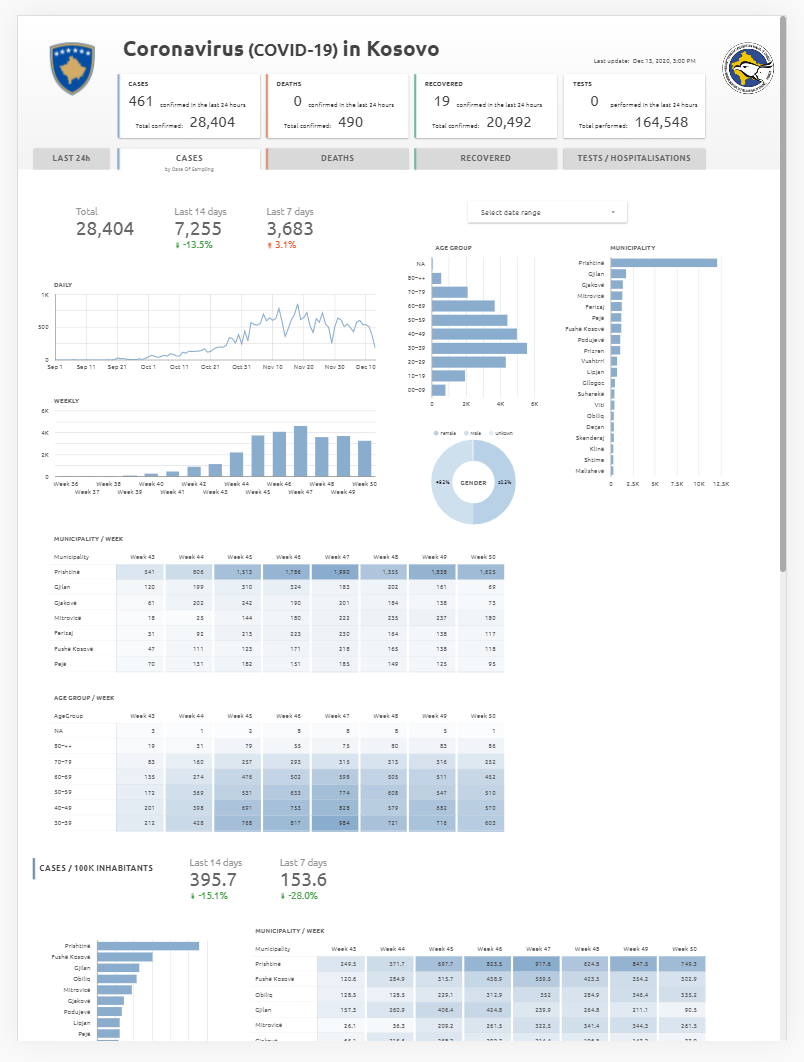 Coronavirus (COVID-19) in Kosovo
Last update: Dec 13, 2020, 3:00 PM
CASES
461 confirmed in the last 24 hours
Total confirmed: 28,404
DEATHS
0 confirmed in the last 24 hours
Total confirmed: 490
RECOVERED
19 confirmed in the last 24 hours
Total confirmed: 20,492
TESTS
0 performed in the last 24 hours
Total performed: 164,548
LAST 24h
CASES
by Date Of Sampling
DEATHS
RECOVERED
TESTS / HOSPITALISATIONS
Total
28,404
Last 14 days
7,255
-13.5%
Last 7 days
3,683
3.1%
Select date range
DAILY
1K
500
0
Sep 1 Sep 11 Sep 21 Oct 1 Oct 11 Oct 21 Oct 31 Nov 10 Nov 20 Nov 30 Dec 10
WEEKLY
6K
4K
2K
0
Week 36 Week 38 Week 40 Week 42 Week 44 Week 46 Week 48 Week 50
Week 37 Week 39 Week 41 Week 43 Week 45 Week 47 Week 49
AGE GROUP
NA
80-++
70-79
60-69
50-59
40-49
30-39
20-29
10-19
00-09
0 2K 4K 6K
Female Male Unkown
GENDER
MUNICIPALITY
Prishtinë
Gjilan
Gjakovë
Mitrovicë
Ferizaj
Pejë
Fushë Kosovë
Podujevë
Prizren
Vushtrri
Lipjan
Gllogoc
Suharekë
Viti
Obiliq
Deçan
Skenderaj
Klinë
Shtime
Malishevë
0 2.5K 5K 7.5K 10K 12.5K
MUNICIPALITY / WEEK
Municipality Week 43 Week 44 Week 45 Week 46 Week 47 Week 48 Week 49 Week 50
Prishtinë 541 806 1,513 1,786 1,990 1,355 1,838 1,625
Gjilan 120 199 310 324 183 202 161 69
Gjakovë 61 202 242 190 201 184 138 73
Mitrovicë 18 25 144 180 222 235 237 180
Ferizaj 31 92 213 223 230 164 138 117
Fushë Kosovë 47 111 123 171 218 165 138 118
Pejë 70 131 182 151 185 149 125 95
AGE GROUP / WEEK
AgeGroup Week 43 Week 44 Week 45 Week 46 Week 47 Week 48 Week 49 Week 50
NA 3 1 2 8 8 8 5 1
80-++ 19 31 79 55 75 80 83 86
70-79 83 160 257 293 315 313 316 252
60-69 135 274 476 502 598 505 511 452
50-59 172 369 531 633 774 608 547 510
40-49 201 398 691 753 828 579 682 570
30-39 212 428 768 817 984 721 716 603
CASES / 100K INHABITANTS
Last 14 days
395.7
-15.1%
Last 7 days
153.6
-28.0%
Prishtinë
Fushë Kosovë
Gjilan
Obiliq
Mitrovicë
Gjakovë
Podujevë
Lipjan
Pejë
MUNICIPALITY / WEEK
Municipality Week 43 Week 44 Week 45 Week 46 Week 47 Week 48 Week 49 Week 50
Prishtinë 249.5 371.7 697.7 823.5 917.6 624.8 847.5 749.3
Fushë Kosovë 120.6 284.9 315.7 438.9 559.5 423.5 354.2 302.9
Obiliq 128.5 128.5 229.1 312.9 352 284.9 346.4 335.2
Gjilan 157.3 260.9 406.4 424.8 239.9 264.8 211.1 90.5
Mitrovicë 26.1 36.3 209.2 261.5 322.5 341.4 344.3 261.5